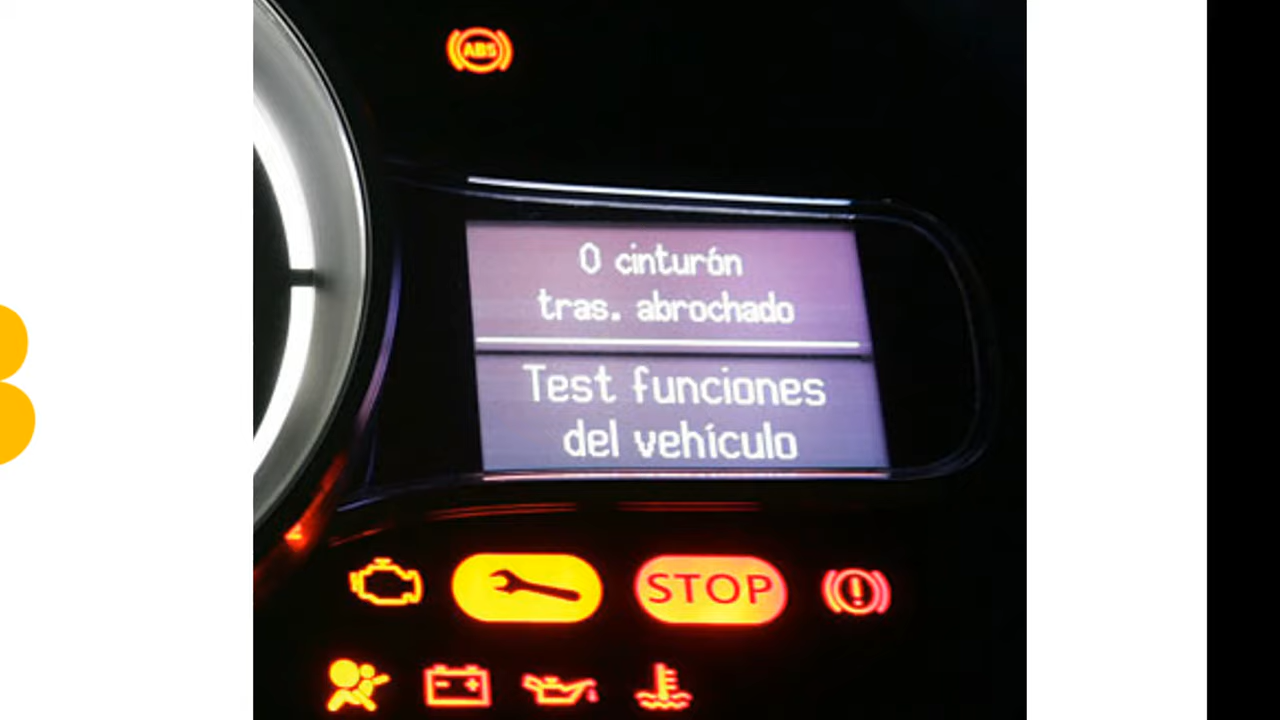 ABS
0 cinturón
tras. abrochado
Test funciones
del vehículo
STOP